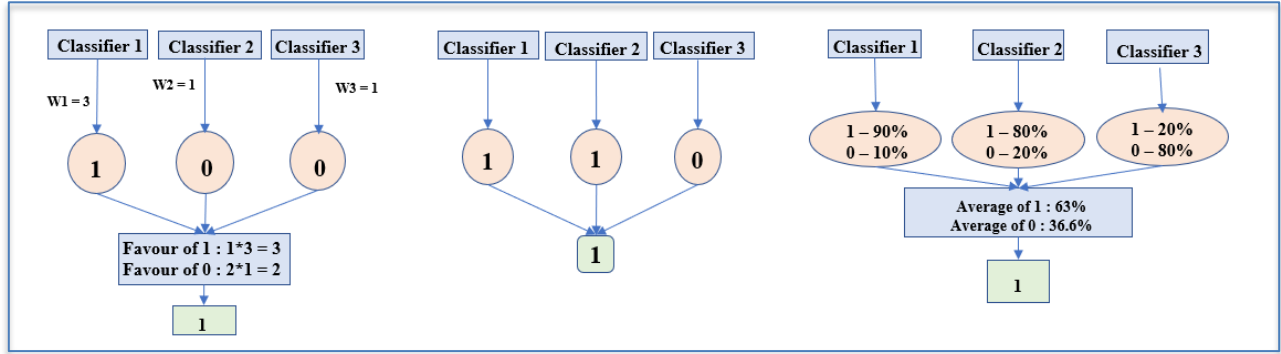 Classifier 1
Classifier 2
Classifier 3
W1 = 3
W2 = 1
W3 = 1
1
0
0
Favour of 1 : 1*3 = 3
Favour of 0 : 2*1 = 2
1
Classifier 1
Classifier 2
Classifier 3
1
1
0
1
Classifier 1
Classifier 2
Classifier 3
1 – 90%
0 – 10%
1 – 80%
0 – 20%
1 – 20%
0 – 80%
Average of 1 : 63%
Average of 0 : 36.6%
1